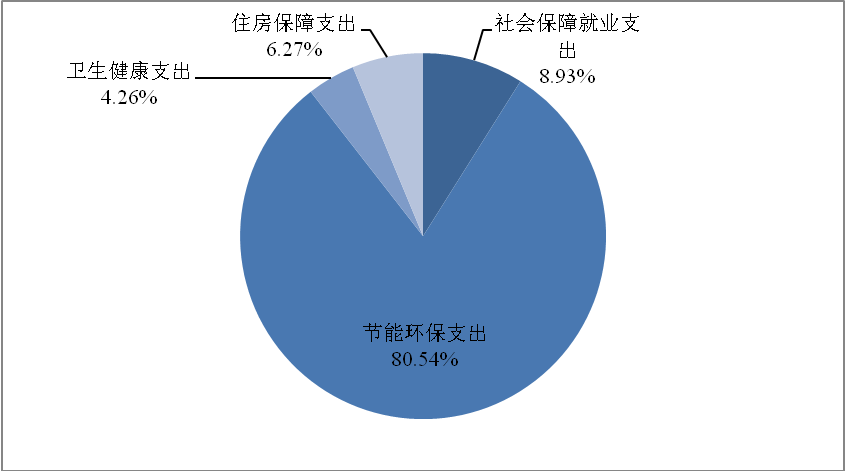 住房保障支出
6.27%
社会保障就业支
出
8.93%
卫生健康支出
4.26%
节能环保支出
80.54%